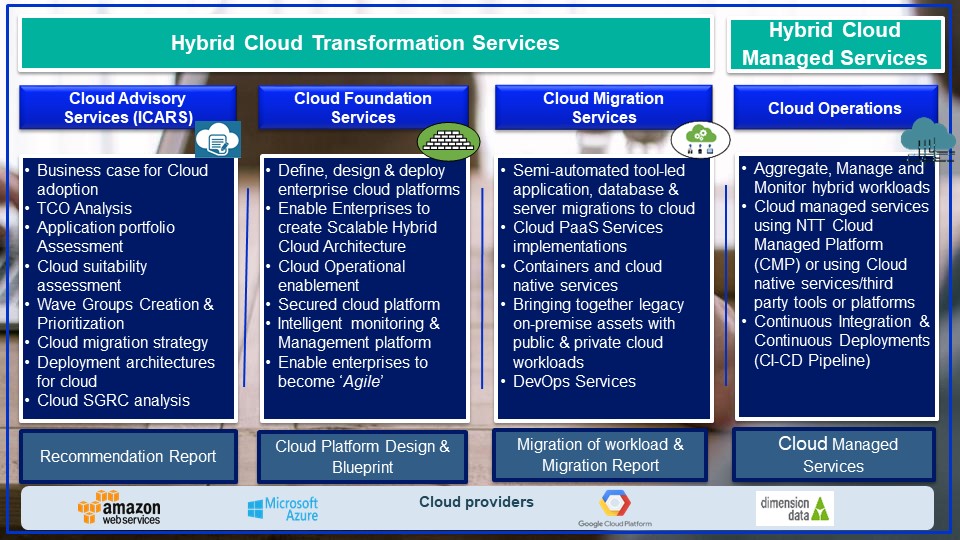 Hybrid Cloud Transformation Services
Hybrid Cloud
Managed Services
Cloud Advisory
Services (ICARS)
Cloud Foundation
Services
Cloud Migration
Services
Cloud Operations
• Business case for Cloud
adoption
• TCO Analysis
• Application portfolio
Assessment
• Cloud suitability
assessment
• Wave Groups Creation &
Prioritization
• Cloud migration strategy
• Deployment architectures
for cloud
• Cloud SGRC analysis
• Define, design & deploy
enterprise cloud platforms
• Enable Enterprises to
create Scalable Hybrid
Cloud Architecture
• Cloud Operational
enablement
• Secured cloud platform
• Intelligent monitoring &
Management platform
• Enable enterprises to
become ‘Agile’
• Semi-automated tool-led
application, database &
server migrations to cloud
• Cloud PaaS Services
implementations
• Containers and cloud
native services
• Bringing together legacy
on-premise assets with
public & private cloud
workloads
• DevOps Services
• Aggregate, Manage and
Monitor hybrid workloads
• Cloud managed services
using NTT Cloud
Managed Platform
(CMP) or using Cloud
native services/third
party tools or platforms
• Continuous Integration &
Continuous Deployments
(CI-CD Pipeline)
Recommendation Report
Cloud Platform Design &
Blueprint
Migration of workload &
Migration Report
Cloud Managed
Services
Cloud providers
amazon
web services
Microsoft
Azure
Google Cloud Platform
dimension
data